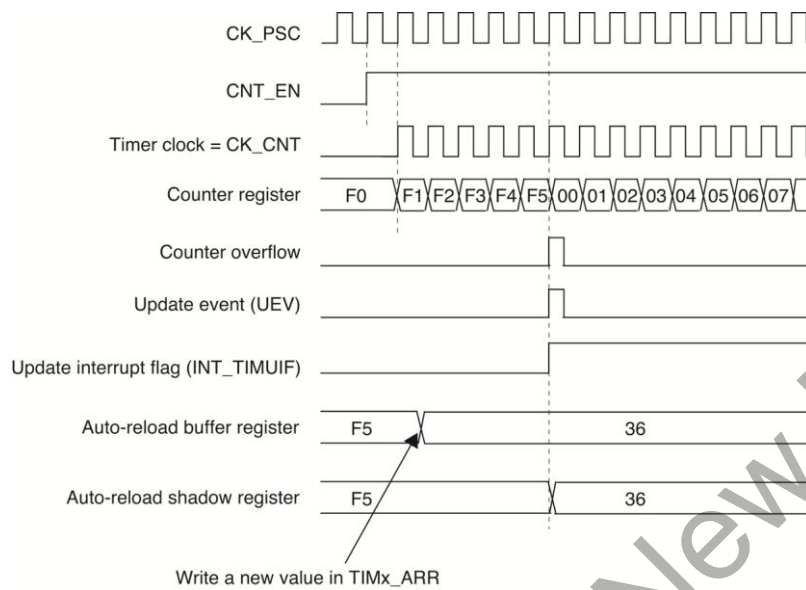 CK_PSC
CNT_EN
Timer clock = CK_CNT
Counter register F0 F1 F2 F3 F4 F5 00 01 02 03 04 05 06 07
Counter overflow
Update event (UEV)
Update interrupt flag (INT_TIMUIF)
Auto-reload buffer register F5 36
Auto-reload shadow register F5 36
Write a new value in TIMx_ARR
New